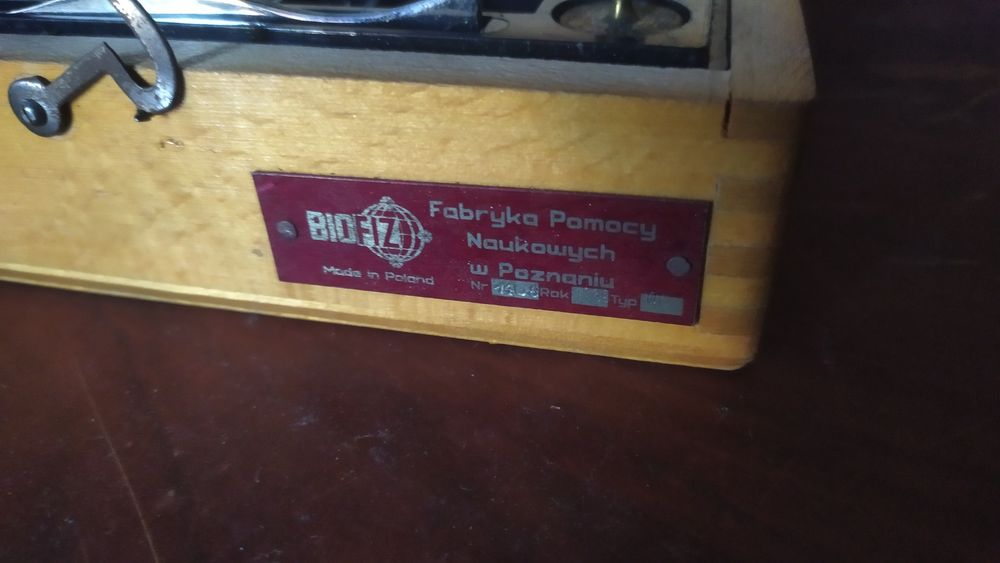 BIOFIZ
Made in Poland
Fabryka Pomocy
Naukowych
w Poznaniu
Nr Rok Typ